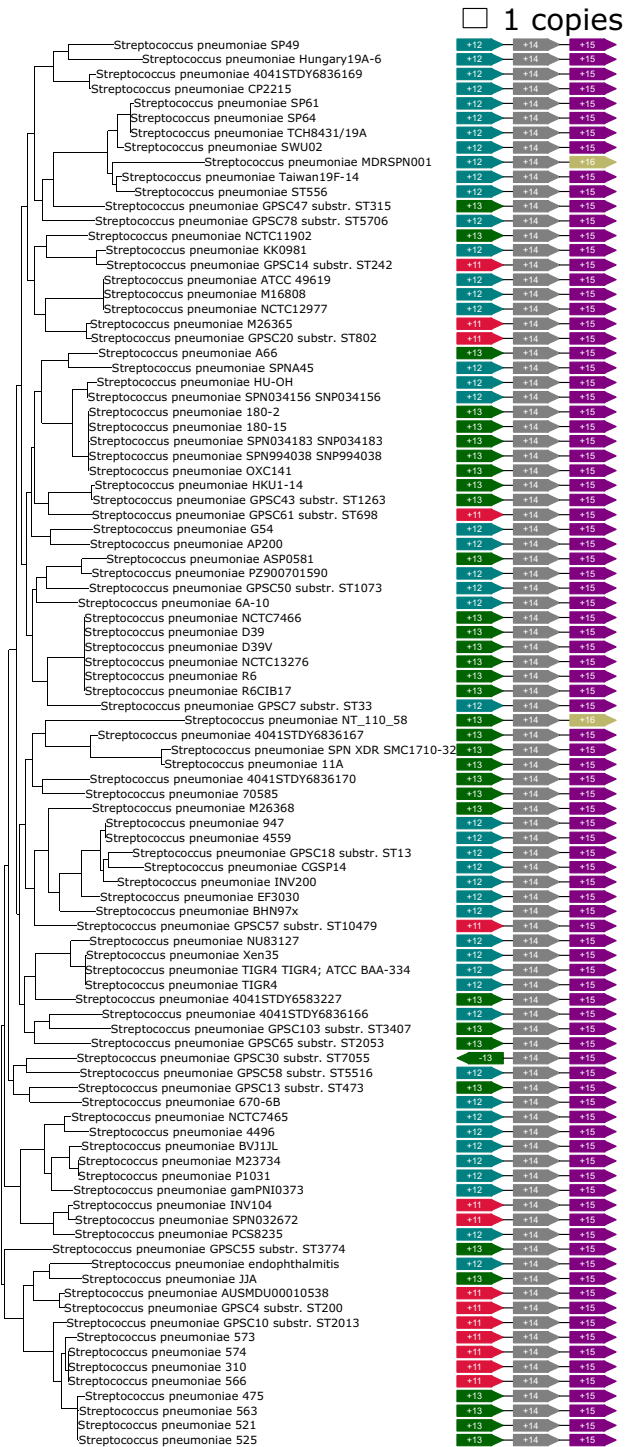 1 copies
Streptococcus pneumoniae SP49 +12 +14 +15
Streptococcus pneumoniae Hungary19A-6 +12 +14 +15
Streptococcus pneumoniae 4041STDY6836169 +12 +14 +15
Streptococcus pneumoniae CP2215 +12 +14 +15
Streptococcus pneumoniae SP61 +12 +14 +15
Streptococcus pneumoniae SP64 +12 +14 +15
Streptococcus pneumoniae TCH8431/19A +12 +14 +15
Streptococcus pneumoniae SWU02 +12 +14 +15
Streptococcus pneumoniae MDRSPN001 +12 +14 +16
Streptococcus pneumoniae Taiwan19F-14 +12 +14 +15
Streptococcus pneumoniae ST556 +12 +14 +15
Streptococcus pneumoniae GPSC47 substr. ST315 +13 +14 +15
Streptococcus pneumoniae GPSC78 substr. ST5706 +12 +14 +15
Streptococcus pneumoniae NCTC11902 +13 +14 +15
Streptococcus pneumoniae KK0981 +12 +14 +15
Streptococcus pneumoniae GPSC14 substr. ST242 +11 +14 +15
Streptococcus pneumoniae ATCC 49619 +12 +14 +15
Streptococcus pneumoniae M16808 +12 +14 +15
Streptococcus pneumoniae NCTC12977 +12 +14 +15
Streptococcus pneumoniae M26365 +11 +14 +15
Streptococcus pneumoniae GPSC20 substr. ST802 +11 +14 +15
Streptococcus pneumoniae A66 +13 +14 +15
Streptococcus pneumoniae SPNA45 +12 +14 +15
Streptococcus pneumoniae HU-OH +12 +14 +15
Streptococcus pneumoniae SPN034156 SNP034156 +12 +14 +15
Streptococcus pneumoniae 180-2 +13 +14 +15
Streptococcus pneumoniae 180-15 +13 +14 +15
Streptococcus pneumoniae SPN034183 SNP034183 +13 +14 +15
Streptococcus pneumoniae SPN994038 SNP994038 +13 +14 +15
Streptococcus pneumoniae OXC141 +13 +14 +15
Streptococcus pneumoniae HKU1-14 +13 +14 +15
Streptococcus pneumoniae GPSC43 substr. ST1263 +13 +14 +15
Streptococcus pneumoniae GPSC61 substr. ST698 +11 +14 +15
Streptococcus pneumoniae G54 +12 +14 +15
Streptococcus pneumoniae AP200 +12 +14 +15
Streptococcus pneumoniae ASP0581 +13 +14 +15
Streptococcus pneumoniae PZ900701590 +12 +14 +15
Streptococcus pneumoniae GPSC50 substr. ST1073 +12 +14 +15
Streptococcus pneumoniae 6A-10 +12 +14 +15
Streptococcus pneumoniae NCTC7466 +13 +14 +15
Streptococcus pneumoniae D39 +13 +14 +15
Streptococcus pneumoniae D39V +13 +14 +15
Streptococcus pneumoniae NCTC13276 +13 +14 +15
Streptococcus pneumoniae R6 +13 +14 +15
Streptococcus pneumoniae R6CIB17 +13 +14 +15
Streptococcus pneumoniae GPSC7 substr. ST33 +12 +14 +15
Streptococcus pneumoniae NT_110_58 +13 +14 +16
Streptococcus pneumoniae 4041STDY6836167 +13 +14 +15
Streptococcus pneumoniae SPN XDR SMC1710-32 +13 +14 +15
Streptococcus pneumoniae 11A +13 +14 +15
Streptococcus pneumoniae 4041STDY6836170 +13 +14 +15
Streptococcus pneumoniae 70585 +13 +14 +15
Streptococcus pneumoniae M26368 +13 +14 +15
Streptococcus pneumoniae 947 +12 +14 +15
Streptococcus pneumoniae 4559 +12 +14 +15
Streptococcus pneumoniae GPSC18 substr. ST13 +12 +14 +15
Streptococcus pneumoniae CGSP14 +12 +14 +15
Streptococcus pneumoniae INV200 +12 +14 +15
Streptococcus pneumoniae EF3030 +12 +14 +15
Streptococcus pneumoniae BHN97x +12 +14 +15
Streptococcus pneumoniae GPSC57 substr. ST10479 +11 +14 +15
Streptococcus pneumoniae NU83127 +12 +14 +15
Streptococcus pneumoniae Xen35 +12 +14 +15
Streptococcus pneumoniae TIGR4 TIGR4; ATCC BAA-334 +12 +14 +15
Streptococcus pneumoniae TIGR4 +12 +14 +15
Streptococcus pneumoniae 4041STDY6583227 +13 +14 +15
Streptococcus pneumoniae 4041STDY6836166 +12 +14 +15
Streptococcus pneumoniae GPSC103 substr. ST3407 +13 +14 +15
Streptococcus pneumoniae GPSC65 substr. ST2053 +13 +14 +15
Streptococcus pneumoniae GPSC30 substr. ST7055 -13 +14 +15
Streptococcus pneumoniae GPSC58 substr. ST5516 +12 +14 +15
Streptococcus pneumoniae GPSC13 substr. ST473 +13 +14 +15
Streptococcus pneumoniae 670-6B +12 +14 +15
Streptococcus pneumoniae NCTC7465 +12 +14 +15
Streptococcus pneumoniae 4496 +12 +14 +15
Streptococcus pneumoniae BVJ1JL +12 +14 +15
Streptococcus pneumoniae M23734 +12 +14 +15
Streptococcus pneumoniae P1031 +12 +14 +15
Streptococcus pneumoniae gamPNI0373 +12 +14 +15
Streptococcus pneumoniae INV104 +11 +14 +15
Streptococcus pneumoniae SPN032672 +11 +14 +15
Streptococcus pneumoniae PCS8235 +12 +14 +15
Streptococcus pneumoniae GPSC55 substr. ST3774 +13 +14 +15
Streptococcus pneumoniae endophthalmitis +12 +14 +15
Streptococcus pneumoniae JJA +13 +14 +15
Streptococcus pneumoniae AUSMDU00010538 +11 +14 +15
Streptococcus pneumoniae GPSC4 substr. ST200 +11 +14 +15
Streptococcus pneumoniae GPSC10 substr. ST2013 +11 +14 +15
Streptococcus pneumoniae 573 +11 +14 +15
Streptococcus pneumoniae 574 +11 +14 +15
Streptococcus pneumoniae 310 +11 +14 +15
Streptococcus pneumoniae 566 +11 +14 +15
Streptococcus pneumoniae 475 +13 +14 +15
Streptococcus pneumoniae 563 +13 +14 +15
Streptococcus pneumoniae 521 +13 +14 +15
Streptococcus pneumoniae 525 +13 +14 +15